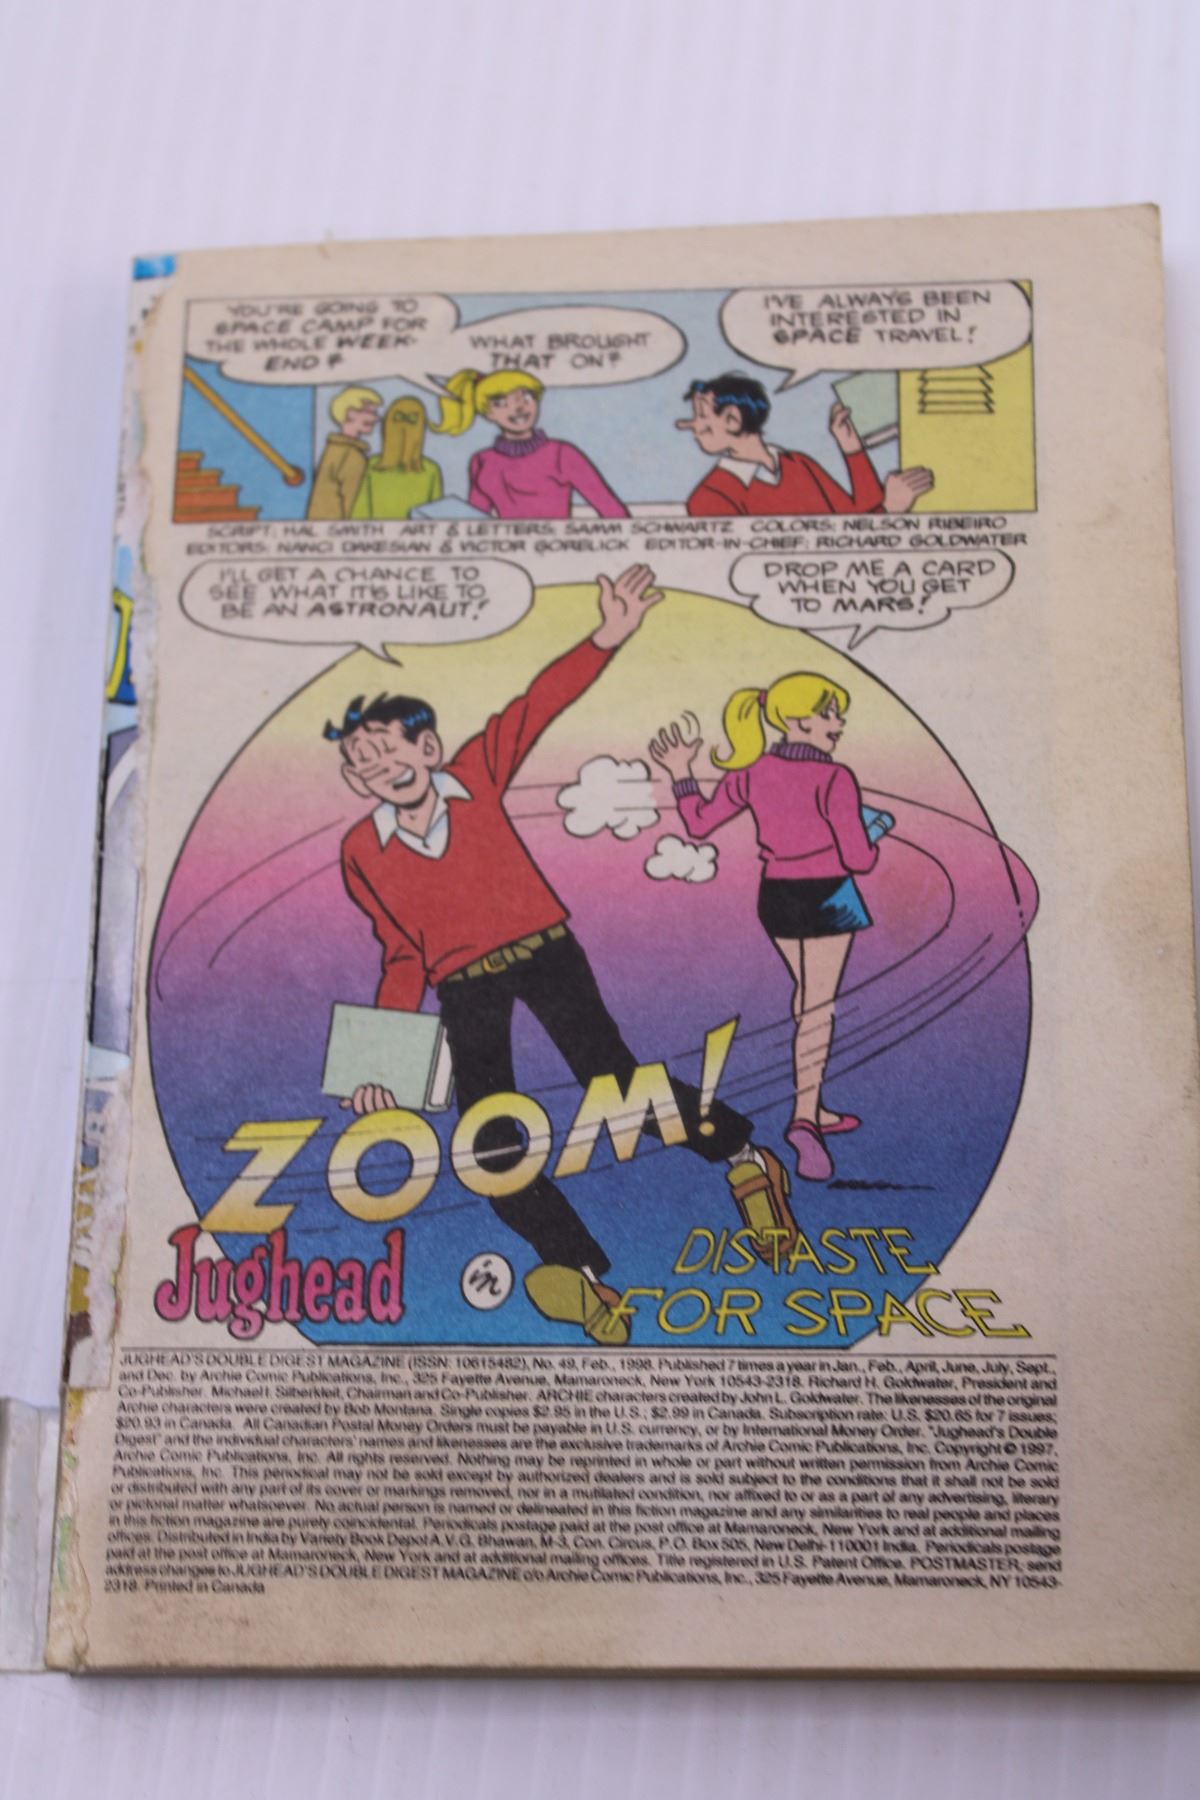 YOU'RE GOING TO
SPACE CAMP FOR
THE WHOLE WEEK-
END?
WHAT BROUGHT
THAT ON?
I'VE ALWAYS BEEN
INTERESTED IN
SPACE TRAVEL!
SCRIPT: HAL SMITH ART & LETTERS: SAMM SCHWARTZ COLORS: NELSON RIBEIRO
EDITORS: NANCI DAKESIAN & VICTOR GORELICK EDITOR-IN-CHIEF: RICHARD GOLDWATER
I'LL GET A CHANCE TO
SEE WHAT IT'S LIKE TO
BE AN ASTRONAUT!
DROP ME A CARD
WHEN YOU GET
TO MARS!
ZOOM!
Jughead
in
DISTASTE
FOR SPACE
JUGHEAD'S DOUBLE DIGEST MAGAZINE (ISSN: 10615482), No. 49, Feb., 1998. Published 7 times a year in Jan., Feb., April, June, July, Sept.,
and Dec. by Archie Comic Publications, Inc., 325 Fayette Avenue, Mamaroneck, New York 10543-2318. Richard H. Goldwater, President and
Co-Publisher. Michael I. Silberkleit, Chairman and Co-Publisher. ARCHIE characters created by John L. Goldwater. The likenesses of the original
Archie characters were created by Bob Montana. Single copies $2.95 in the U.S.; $2.99 in Canada. Subscription rate: U.S. $20.65 for 7 issues;
$20.93 in Canada. All Canadian Postal Money Orders must be payable in U.S. currency, or by International Money Order. "Jughead's Double
Digest" and the individual characters' names and likenesses are the exclusive trademarks of Archie Comic Publications, Inc. Copyright © 1997,
Archie Comic Publications, Inc. All rights reserved. Nothing may be reprinted in whole or part without written permission from Archie Comic
Publications, Inc. This periodical may not be sold except by authorized dealers and is sold subject to the conditions that it shall not be sold
or distributed with any part of its cover or markings removed, nor in a mutilated condition, nor affixed to or as a part of any advertising, literary
or pictorial matter whatsoever. No actual person is named or delineated in this fiction magazine and any similarities to real people and places
in this fiction magazine are purely coincidental. Periodicals postage paid at the post office at Mamaroneck, New York and at additional mailing
offices. Distributed in India by Variety Book Depot A.V.G. Bhawan, M-3, Con. Circus, P.O. Box 505, New Delhi-110001 India. Periodicals postage
paid at the post office at Mamaroneck, New York and at additional mailing offices. Title registered in U.S. Patent Office. POSTMASTER; send
address changes to JUGHEAD'S DOUBLE DIGEST MAGAZINE c/o Archie Comic Publications, Inc., 325 Fayette Avenue, Mamaroneck, NY 10543-
2318. Printed in Canada